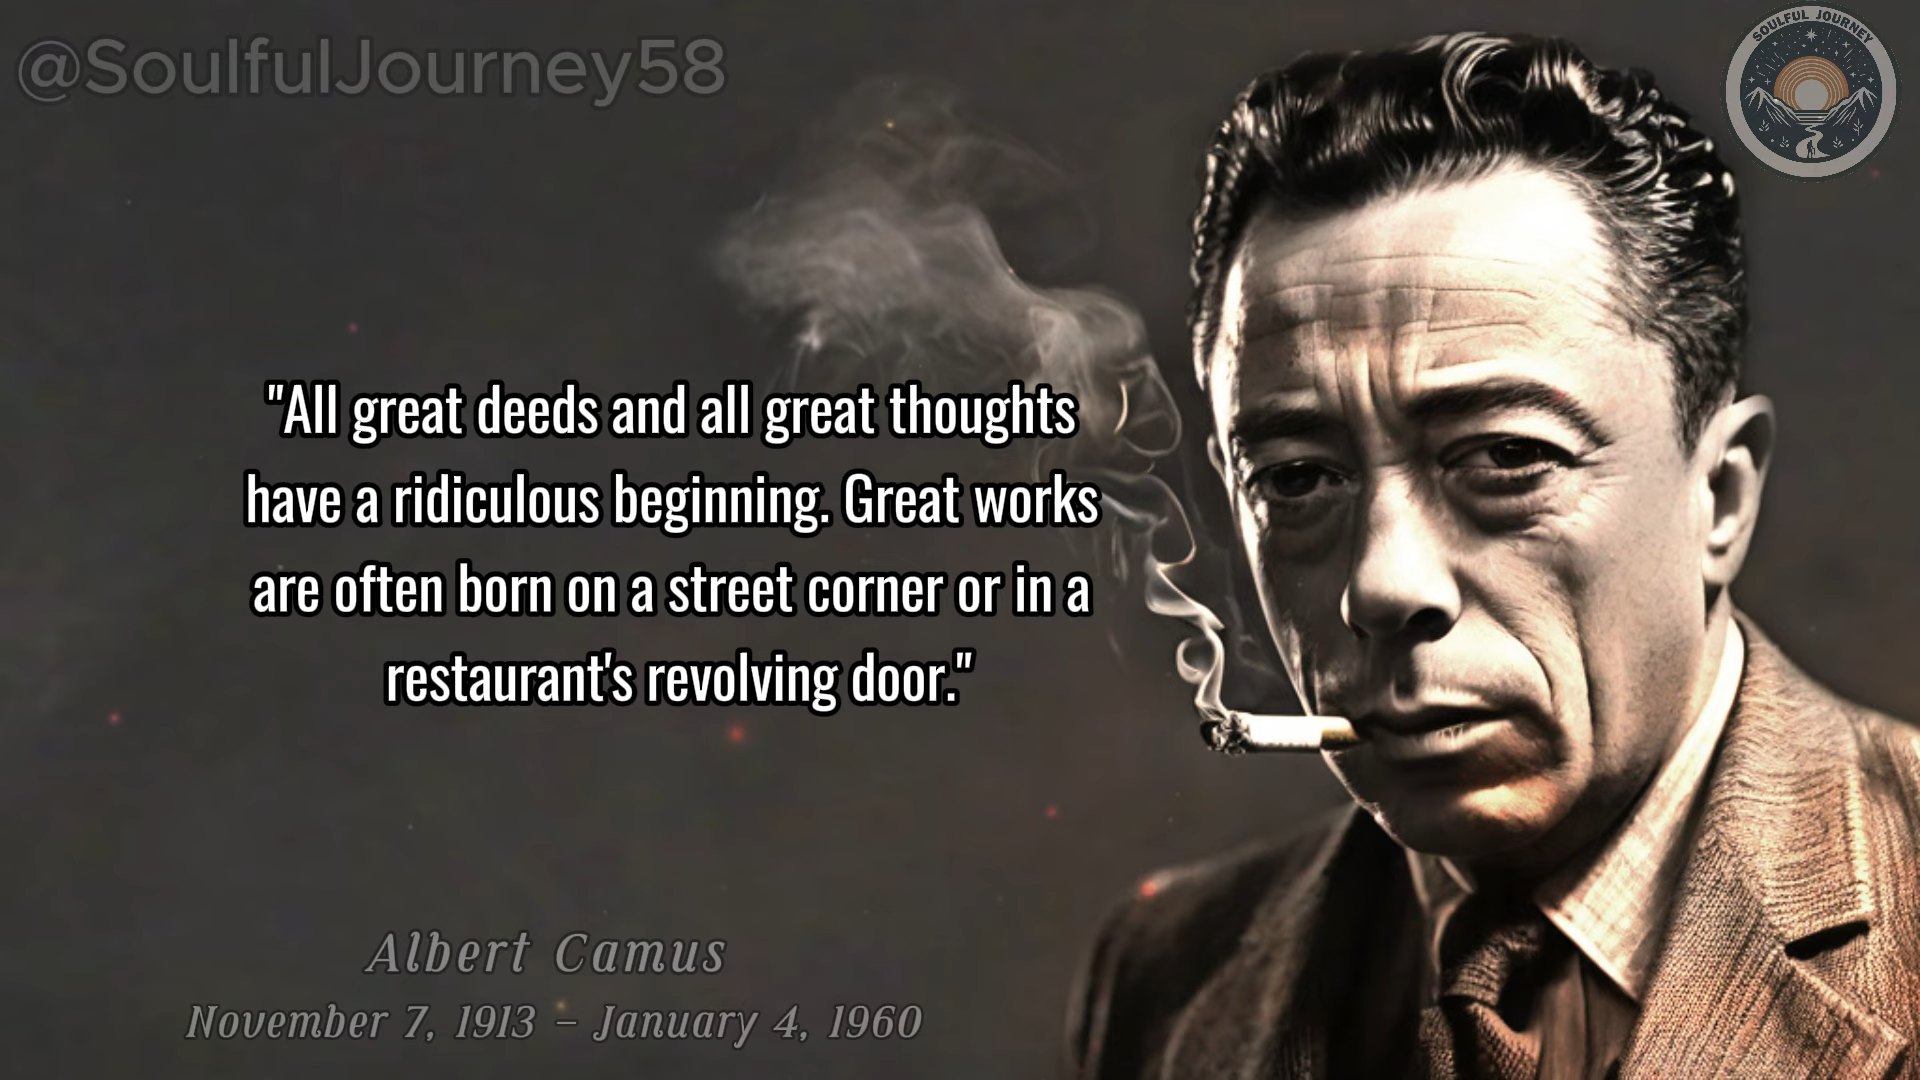 @SoulfulJourney58
SOULFUL JOURNEY
"All great deeds and all great thoughts
have a ridiculous beginning. Great works
are often born on a street corner or in a
restaurant's revolving door."
Albert Camus
November 7, 1913 – January 4, 1960